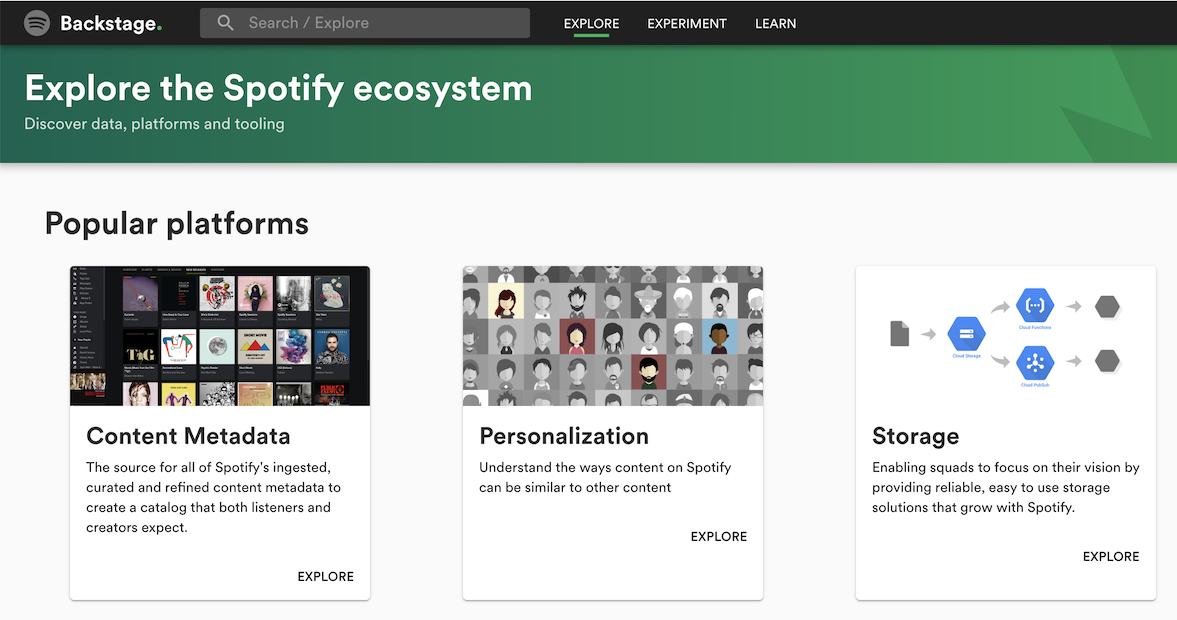 Backstage.
Search / Explore
EXPLORE
EXPERIMENT
LEARN
Explore the Spotify ecosystem
Discover data, platforms and tooling
Popular platforms
Content Metadata
The source for all of Spotify's ingested,
curated and refined content metadata to
create a catalog that both listeners and
creators expect.
EXPLORE
Personalization
Understand the ways content on Spotify
can be similar to other content
EXPLORE
Cloud Functions
Cloud Storage
Cloud PubSub
Storage
Enabling squads to focus on their vision by
providing reliable, easy to use storage
solutions that grow with Spotify.
EXPLORE